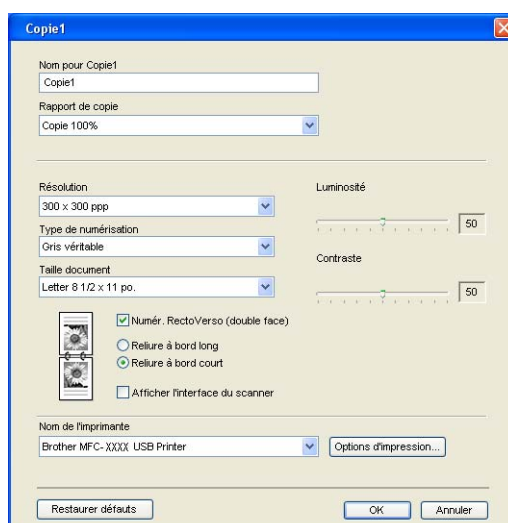 Copie1
Nom pour Copie1
Copie1
Rapport de copie
Copie 100%
Résolution
300 x 300 ppp
Type de numérisation
Gris véritable
Taille document
Letter 8 1/2 x 11 po.
Luminosité
50
Contraste
50
Numér. RectoVerso (double face)
Reliure à bord long
Reliure à bord court
Afficher l'interface du scanner
Nom de l'imprimante
Brother MFC-XXXX USB Printer
Options d'impression...
Restaurer défauts
OK
Annuler